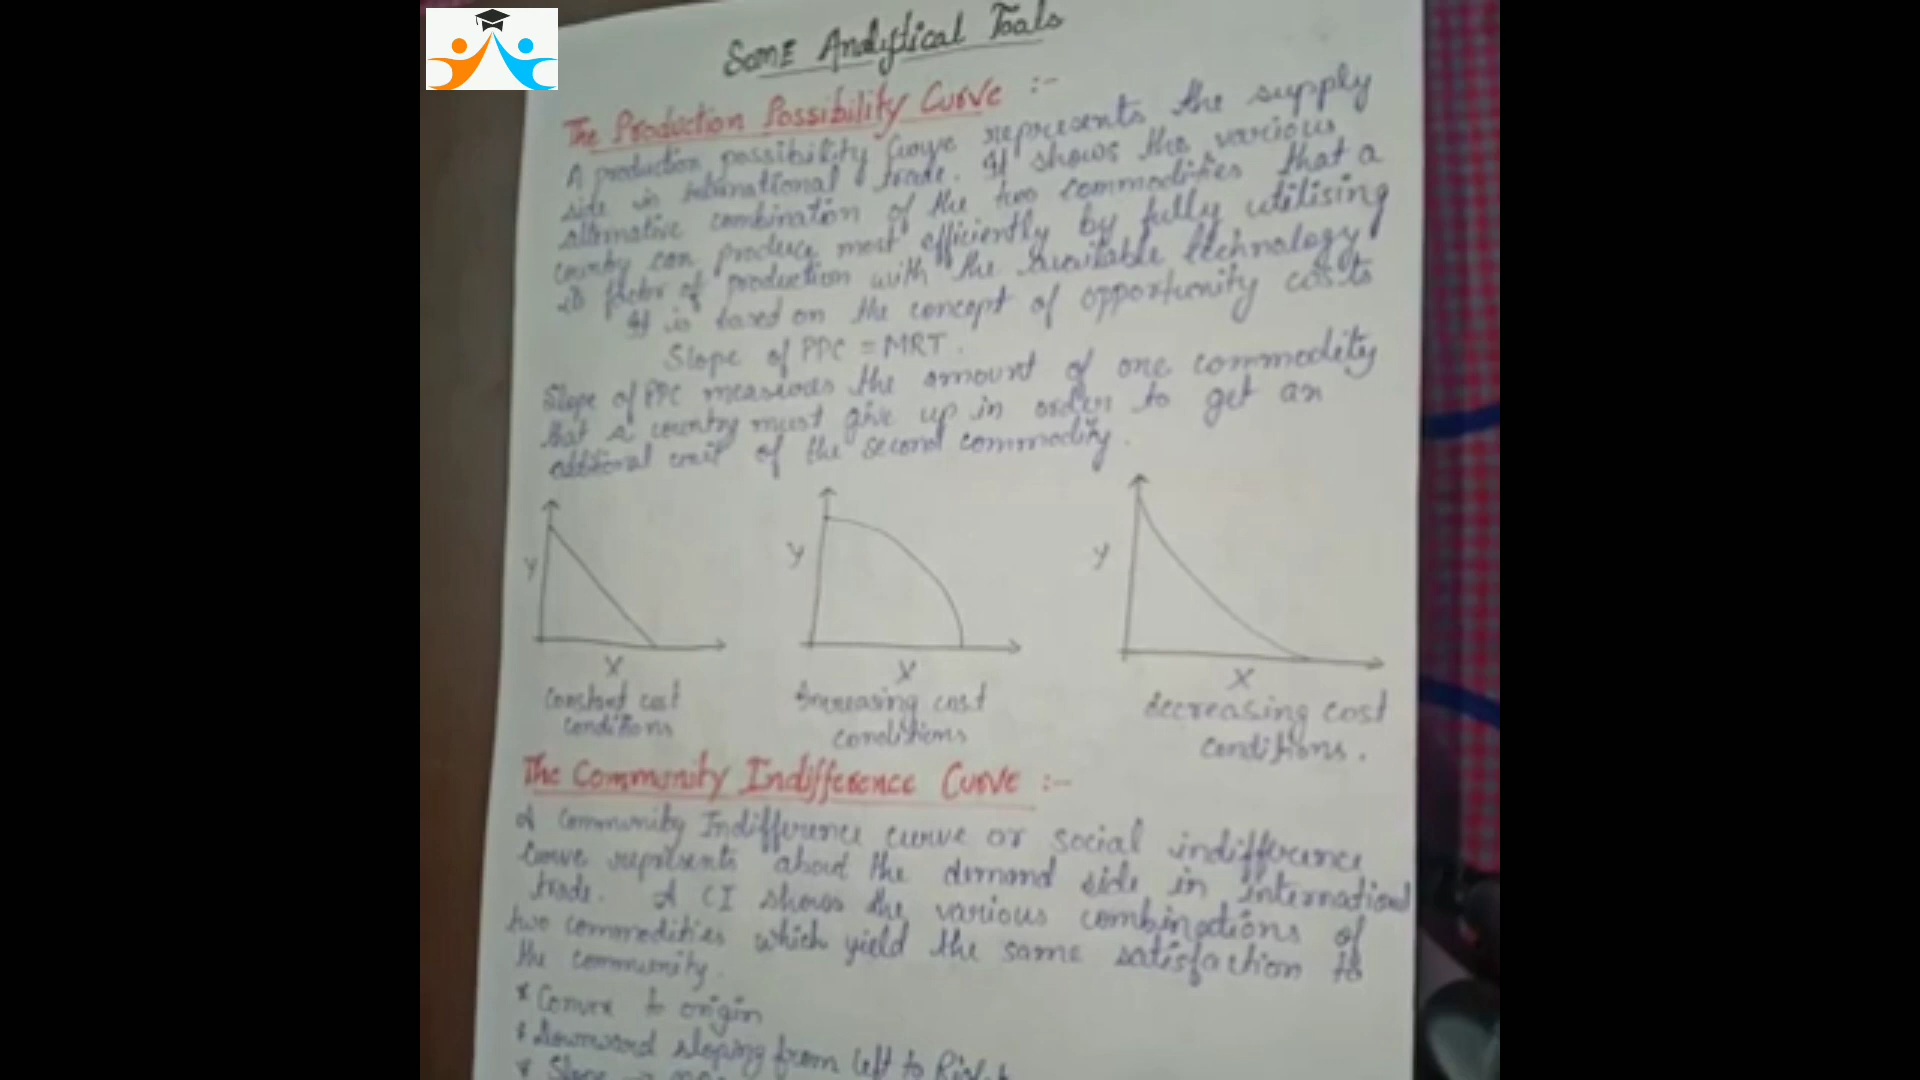 Some Analytical Tools
The Production Possibility Curve :-
A production possibility curve represents the supply
side in international trade. It shows the various
alternative combination of the two commodities that a
country can produce most efficiently by fully utilising
its factor of production with the available technology
It is based on the concept of opportunity costs
Slope of PPC = MRT.
Slope of PPC measures the amount of one commodity
that a country must give up in order to get an
additional unit of the second commodity.
Y Y Y
X X X
Constant cost conditions
Increasing cost conditions
decreasing cost conditions.
The Community Indifference Curve :-
A community Indifference curve or social indifference
curve represents about the demand side in international
trade. A CI shows the various combinations of
two commodities which yield the same satisfaction to
the community.
* Convex to origin
* Downward sloping from left to Right
* Slope →